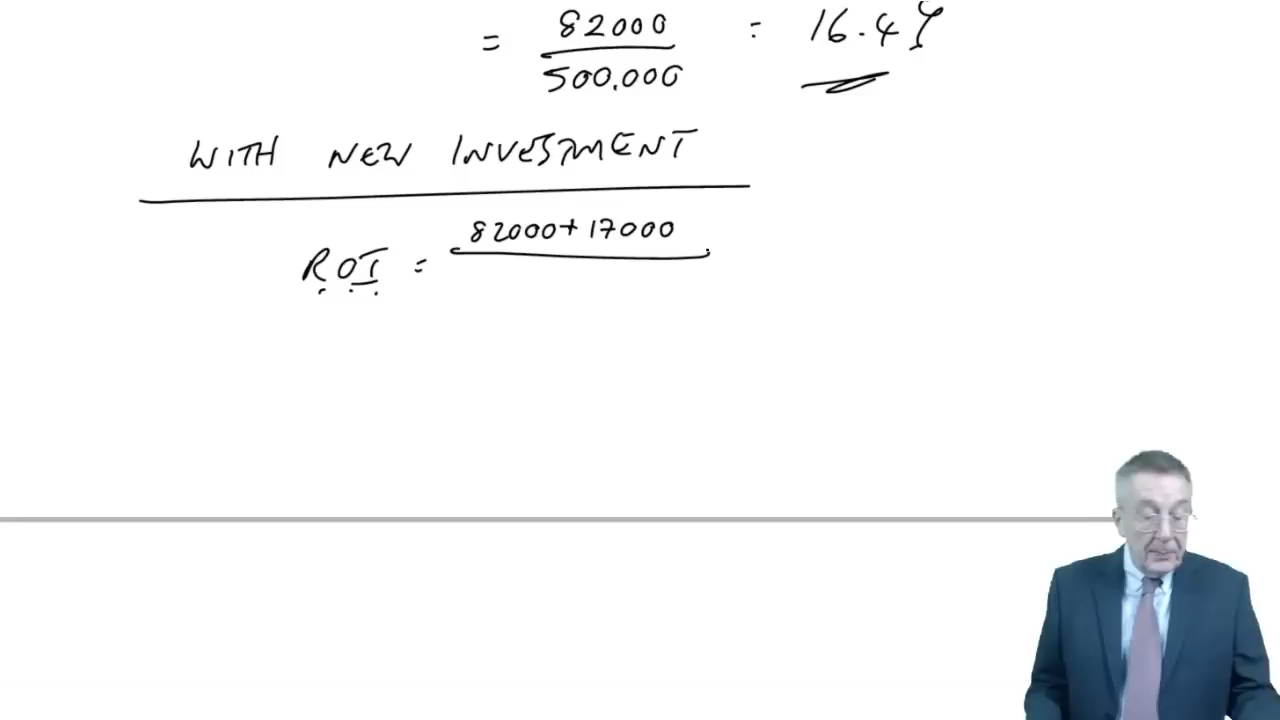 = 82000 / 500.000 = 16.4%
WITH NEW INVESTMENT
ROI = 82000+17000